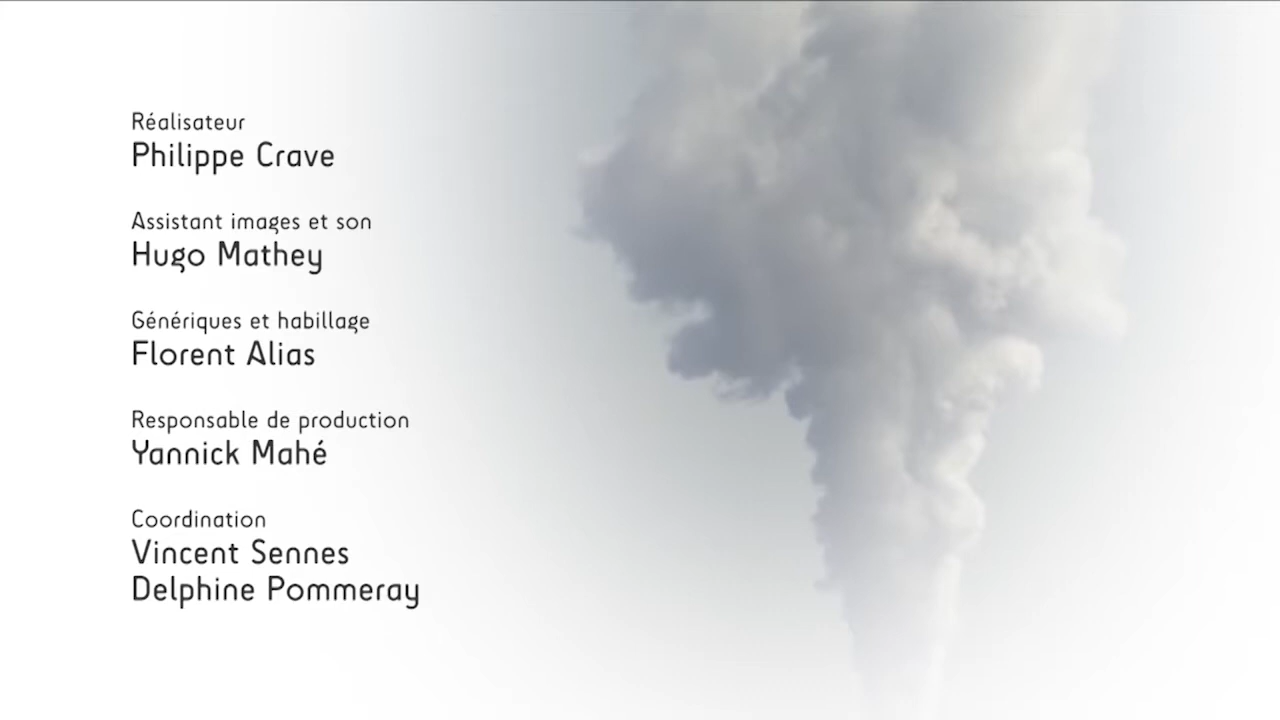 Réalisateur
Philippe Crave
Assistant images et son
Hugo Mathey
Génériques et habillage
Florent Alias
Responsable de production
Yannick Mahé
Coordination
Vincent Sennes
Delphine Pommeray